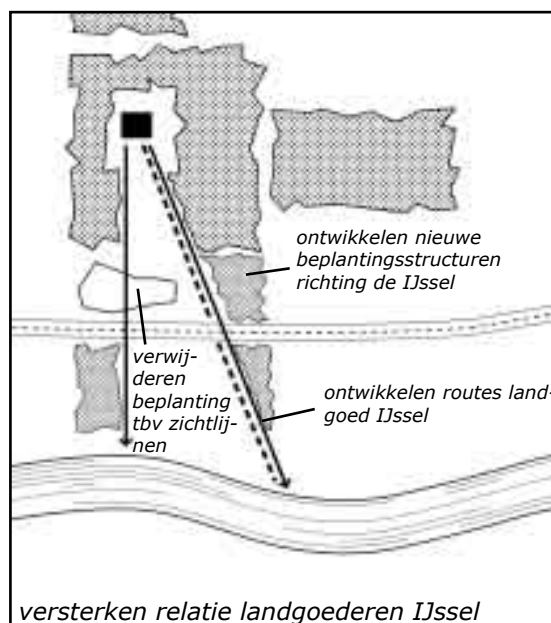 ontwikkelen nieuwe
beplantingsstructuren
richting de IJssel
verwij-
deren
beplanting
tbv zichtlij-
nen
ontwikkelen routes land-
goed IJssel
versterken relatie landgoederen IJssel